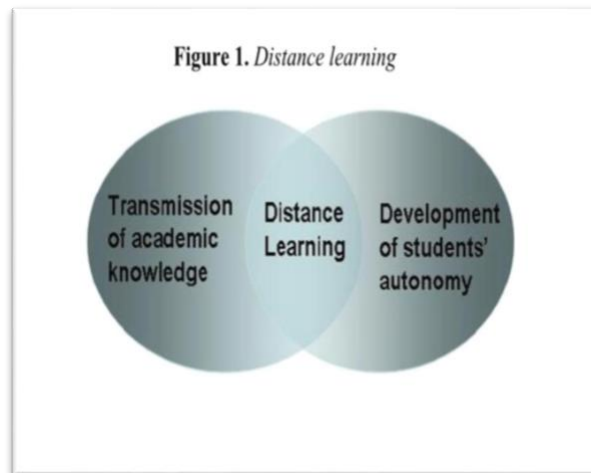 Figure 1. Distance learning
Transmission
of academic
knowledge
Distance
Learning
Development
of students'
autonomy